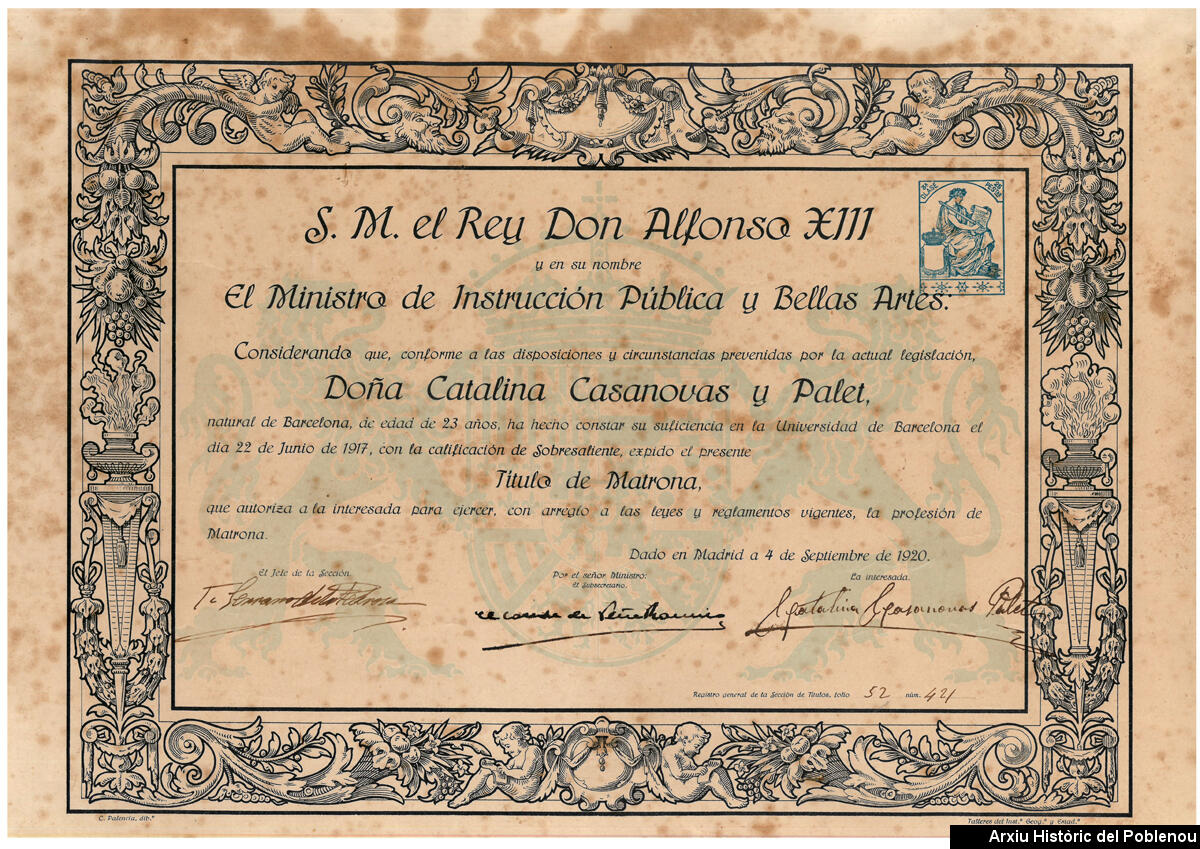 S. M. el Rey Don Alfonso XIII
y en su nombre
El Ministro de Instrucción Pública y Bellas Artes:
Considerando que, conforme a las disposiciones y circunstancias prevenidas por la actual legislación,
Doña Catalina Casanovas y Palet,
natural de Barcelona, de edad de 23 años, ha hecho constar su suficiencia en la Universidad de Barcelona el
día 22 de Junio de 1917, con la calificación de Sobresaliente, expido el presente
Título de Matrona,
que autoriza a la interesada para ejercer, con arreglo a las leyes y reglamentos vigentes, la profesión de
Matrona.
Dado en Madrid a 4 de Septiembre de 1920.
El Jefe de la Sección.
Por el señor Ministro:
El Subsecretario.
La interesada.
Catalina Casanovas Palet
Registro general de la Sección de Títulos, folio 52 núm. 421
C. Palencia, dib.º
Talleres del Inst.º Geog.º y Estad.º
Arxiu Històric del Poblenou